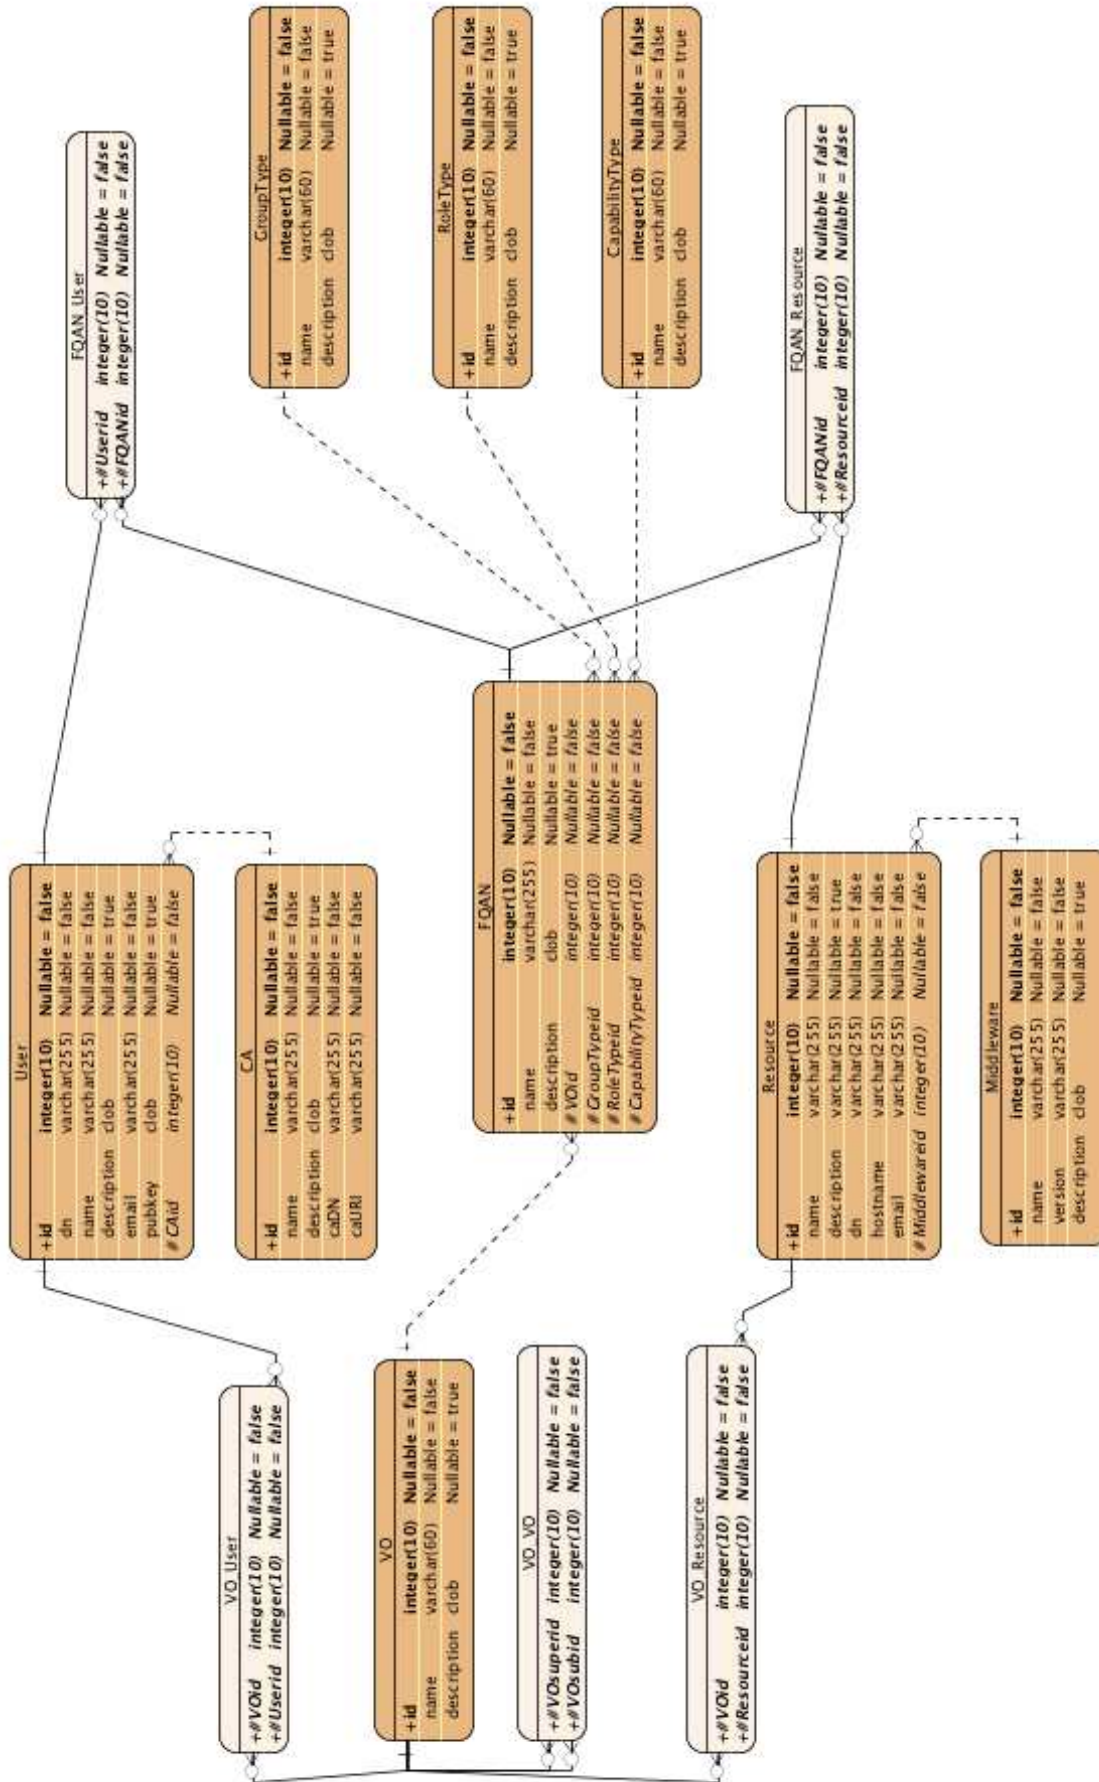 User
+id integer(10) Nullable = false
dn varchar(255) Nullable = false
name varchar(255) Nullable = false
description clob Nullable = true
email varchar(255) Nullable = false
pubkey clob Nullable = true
#CAid integer(10) Nullable = false
FQAN_User
+#Userid integer(10) Nullable = false
+#FQANid integer(10) Nullable = false
VO_User
+#VOid integer(10) Nullable = false
+#Userid integer(10) Nullable = false
CA
+id integer(10) Nullable = false
name varchar(255) Nullable = false
description clob Nullable = true
caDN varchar(255) Nullable = false
caURI varchar(255) Nullable = false
GroupType
+id integer(10) Nullable = false
name varchar(60) Nullable = false
description clob Nullable = true
VO
+id integer(10) Nullable = false
name varchar(60) Nullable = false
description clob Nullable = true
FQAN
+id integer(10) Nullable = false
name varchar(255) Nullable = false
description clob Nullable = true
#VOid integer(10) Nullable = false
#GroupTypeid integer(10) Nullable = false
#RoleTypeid integer(10) Nullable = false
#CapabilityTypeid integer(10) Nullable = false
RoleType
+id integer(10) Nullable = false
name varchar(60) Nullable = false
description clob Nullable = true
VO_VO
+#VOsuperid integer(10) Nullable = false
+#VOsubid integer(10) Nullable = false
CapabilityType
+id integer(10) Nullable = false
name varchar(60) Nullable = false
description clob Nullable = true
VO_Resource
+#VOid integer(10) Nullable = false
+#Resourceid integer(10) Nullable = false
Resource
+id integer(10) Nullable = false
name varchar(255) Nullable = false
description varchar(255) Nullable = true
dn varchar(255) Nullable = false
hostname varchar(255) Nullable = false
email varchar(255) Nullable = false
#Middlewareid integer(10) Nullable = false
FQAN_Resource
+#FQANid integer(10) Nullable = false
+#Resourceid integer(10) Nullable = false
Middleware
+id integer(10) Nullable = false
name varchar(255) Nullable = false
version varchar(255) Nullable = false
description clob Nullable = true